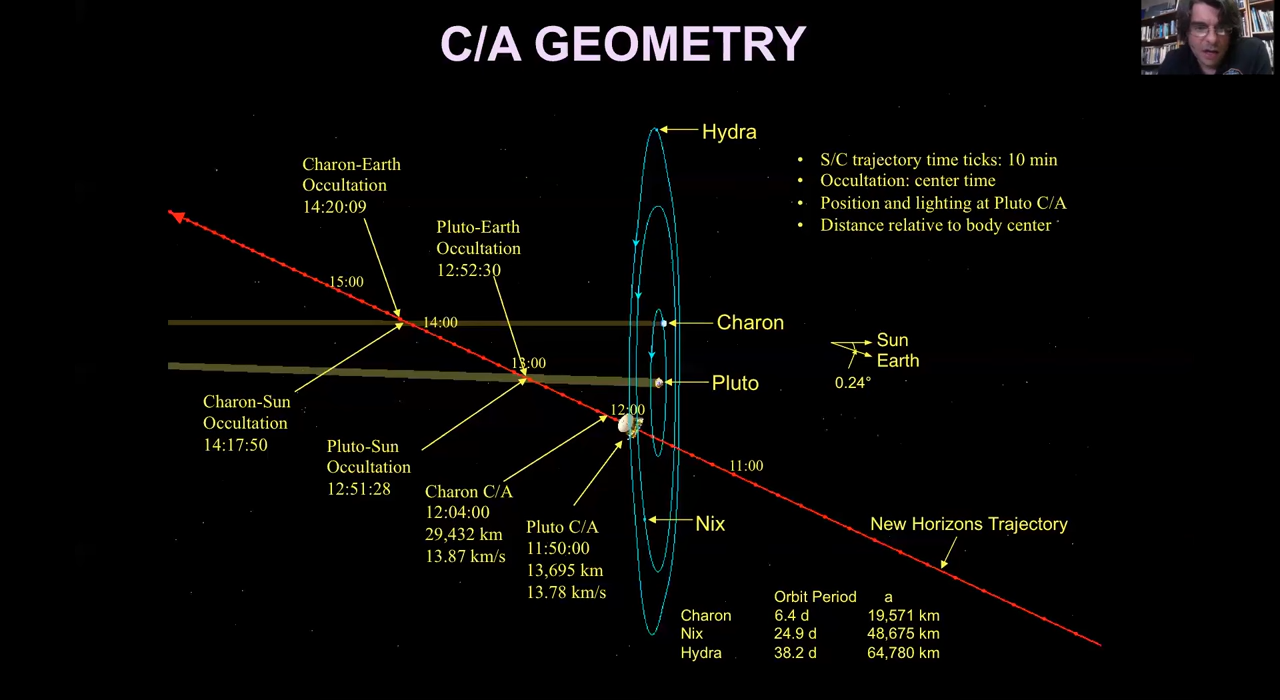 C/A GEOMETRY
Hydra
• S/C trajectory time ticks: 10 min
• Occultation: center time
• Position and lighting at Pluto C/A
• Distance relative to body center
Charon-Earth
Occultation
14:20:09
Pluto-Earth
Occultation
12:52:30
15:00
14:00
Charon
13:00
Sun
Earth
0.24°
Pluto
Charon-Sun
Occultation
14:17:50
12:00
Pluto-Sun
Occultation
12:51:28
11:00
Charon C/A
12:04:00
29,432 km
13.87 km/s
Pluto C/A
11:50:00
13,695 km
13.78 km/s
Nix
New Horizons Trajectory
Orbit Period a
Charon 6.4 d 19,571 km
Nix 24.9 d 48,675 km
Hydra 38.2 d 64,780 km